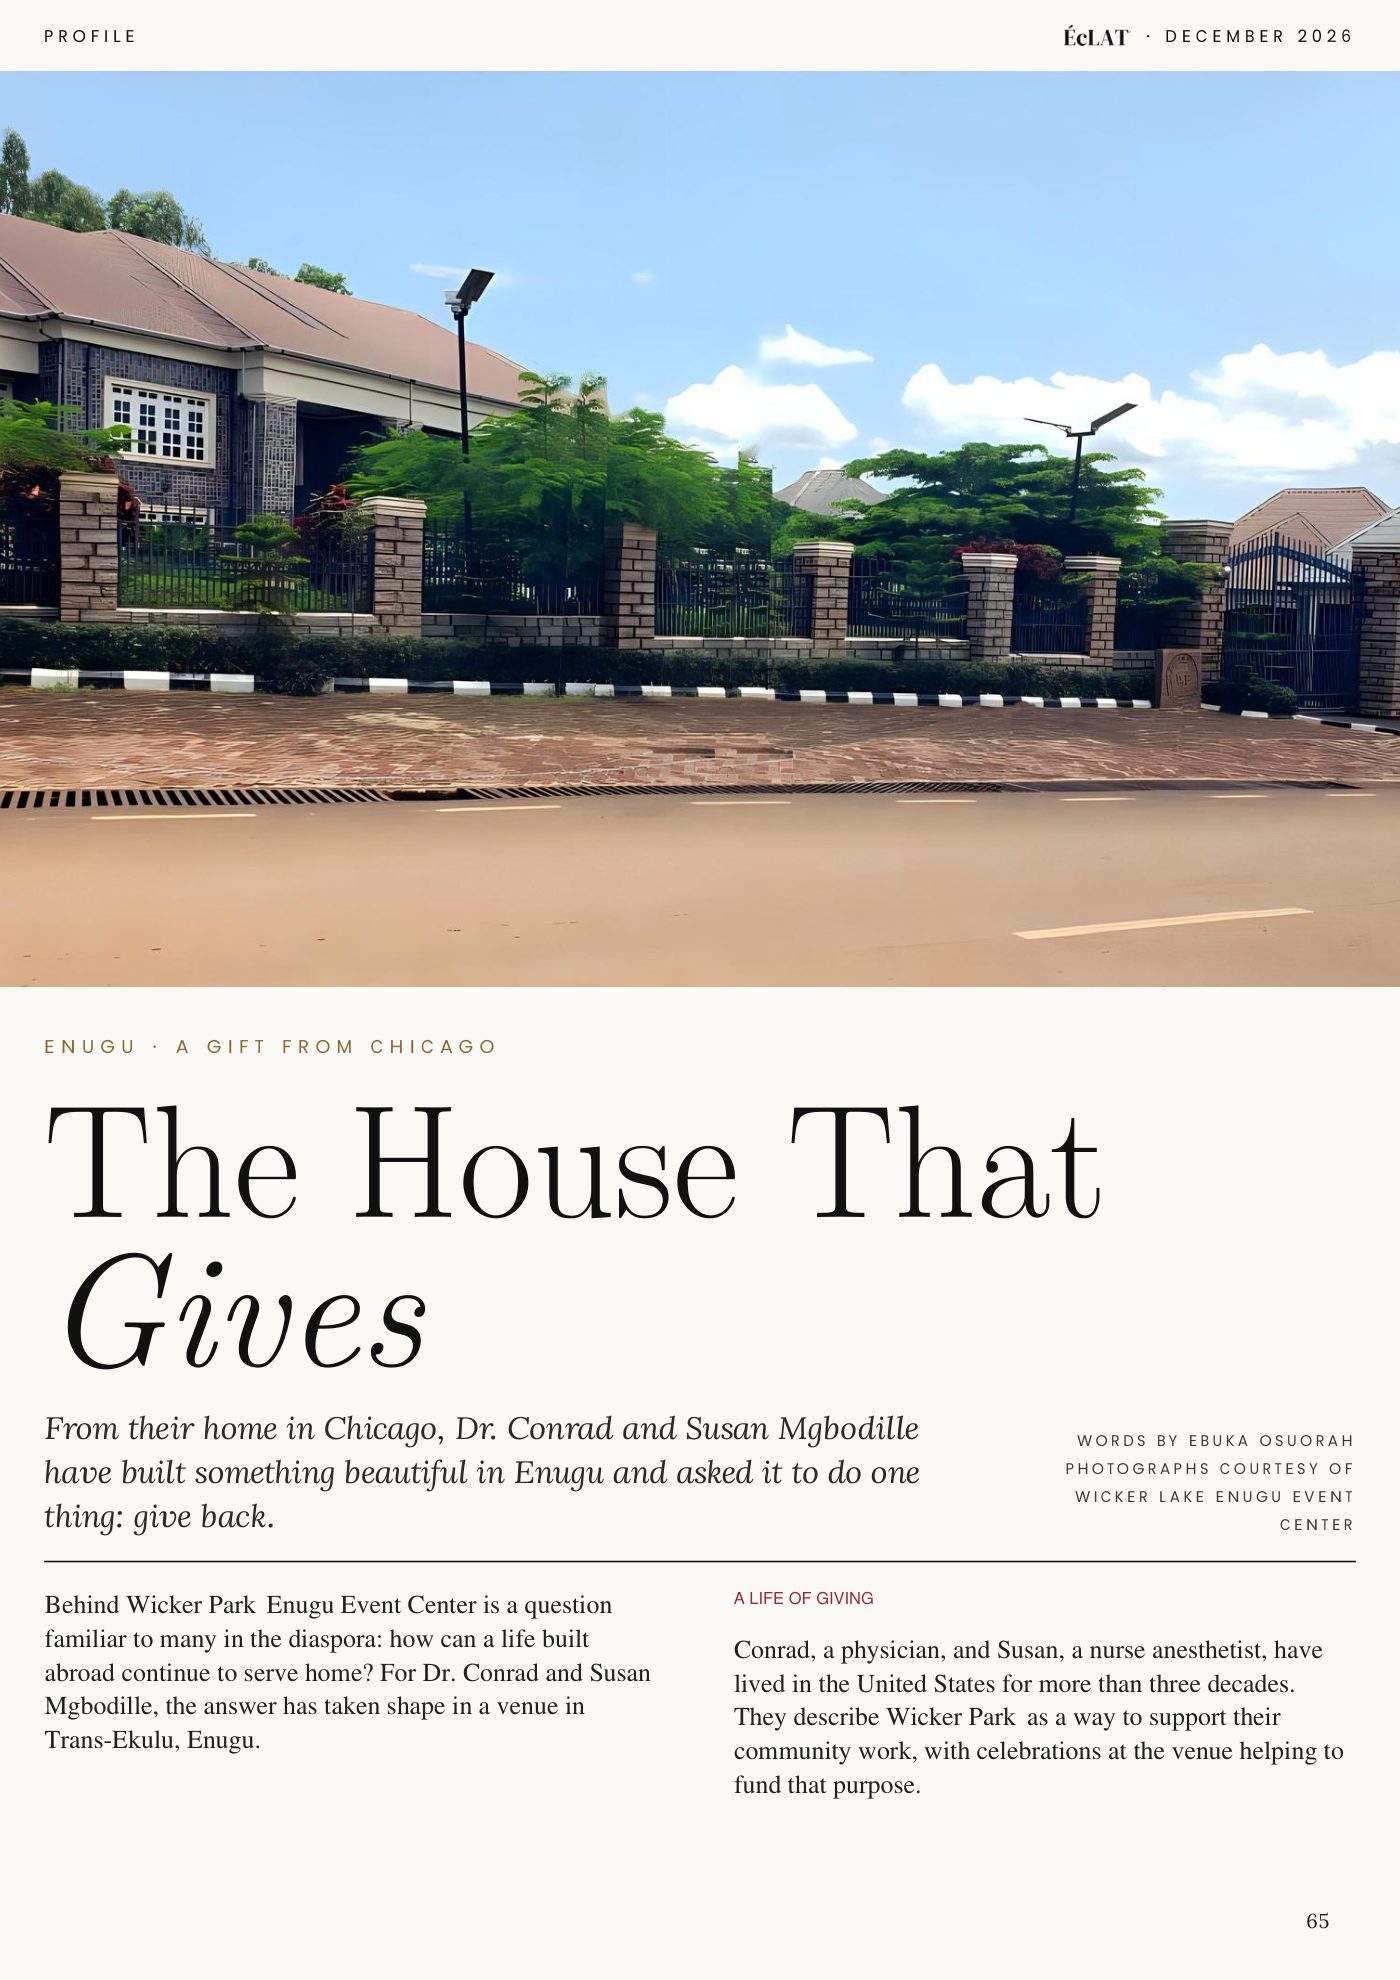 PROFILE
ÉcLAT · DECEMBER 2026
ENUGU · A GIFT FROM CHICAGO
The House That
Gives
From their home in Chicago, Dr. Conrad and Susan Mgbodille
have built something beautiful in Enugu and asked it to do one
thing: give back.
WORDS BY EBUKA OSUORAH
PHOTOGRAPHS COURTESY OF
WICKER LAKE ENUGU EVENT
CENTER
Behind Wicker Park Enugu Event Center is a question
familiar to many in the diaspora: how can a life built
abroad continue to serve home? For Dr. Conrad and Susan
Mgbodille, the answer has taken shape in a venue in
Trans-Ekulu, Enugu.
A LIFE OF GIVING
Conrad, a physician, and Susan, a nurse anesthetist, have
lived in the United States for more than three decades.
They describe Wicker Park as a way to support their
community work, with celebrations at the venue helping to
fund that purpose.
65